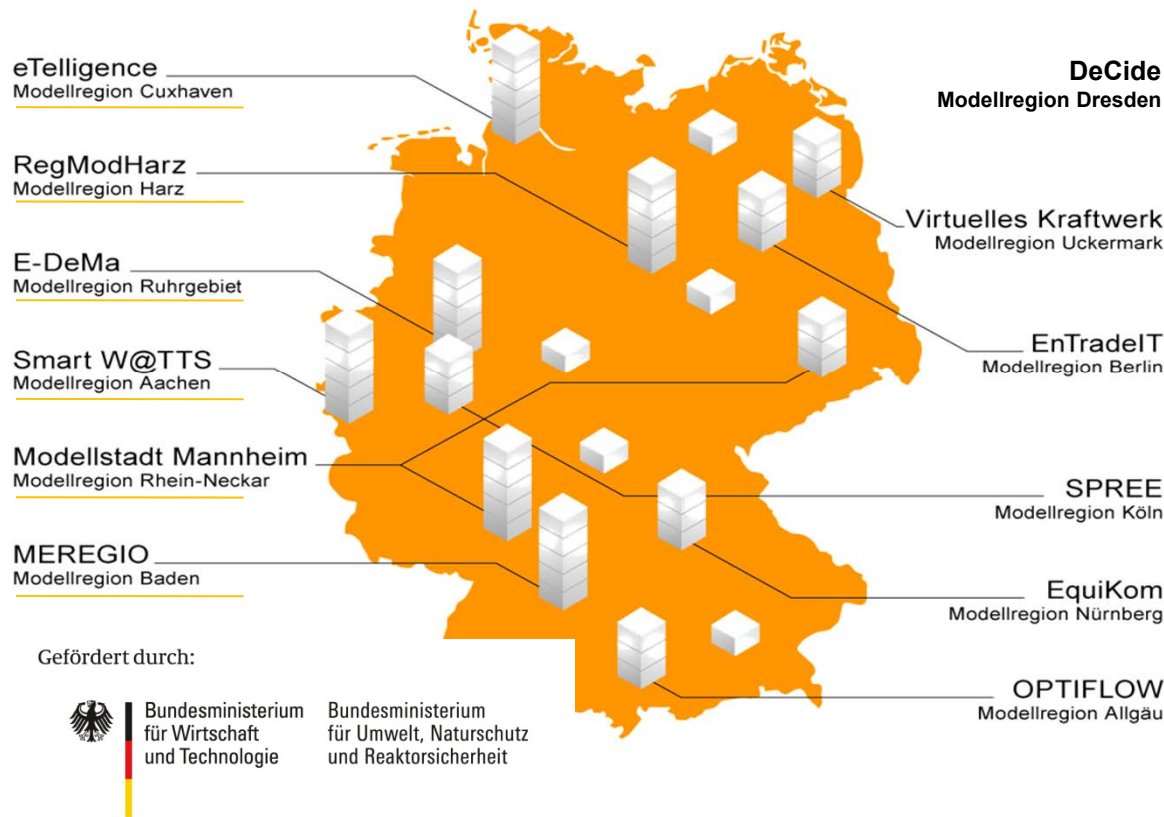 eTelligence
Modellregion Cuxhaven
RegModHarz
Modellregion Harz
E-DeMa
Modellregion Ruhrgebiet
Smart W@TTS
Modellregion Aachen
Modellstadt Mannheim
Modellregion Rhein-Neckar
MEREGIO
Modellregion Baden
DeCide
Modellregion Dresden
Virtuelles Kraftwerk
Modellregion Uckermark
EnTradeIT
Modellregion Berlin
SPREE
Modellregion Köln
EquiKom
Modellregion Nürnberg
OPTIFLOW
Modellregion Allgäu
Gefördert durch:
Bundesministerium
für Wirtschaft
und Technologie
Bundesministerium
für Umwelt, Naturschutz
und Reaktorsicherheit